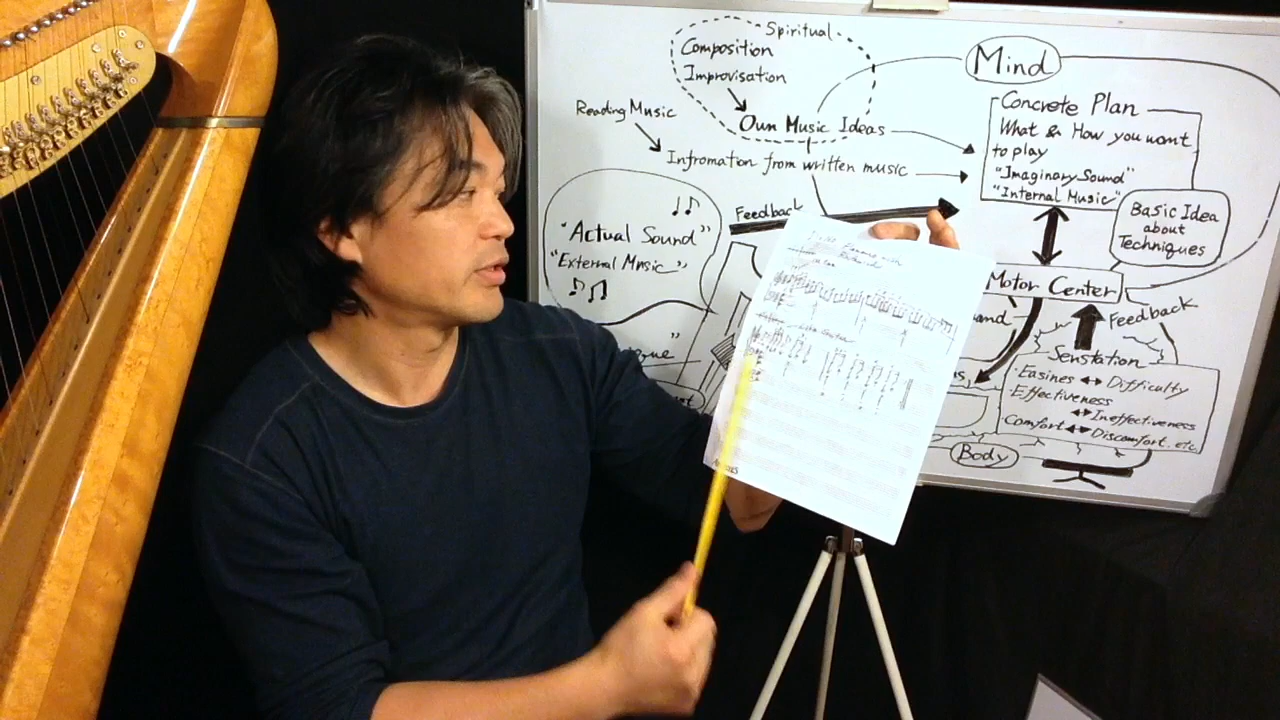 Spiritual
Composition
Improvisation
Own Music Ideas
Reading Music
Infromation from written music
Mind
Concrete Plan
What & How you want
to play
"Imaginary Sound"
"Internal Music"
Basic Idea
about
Techniques
Feedback
"Actual Sound"
"External Music"
Motor Center
Feedback
Senstation
Easines ↔ Difficulty
Effectiveness
↔ Ineffectiveness
Comfort ↔ Discomfort. etc.
Body